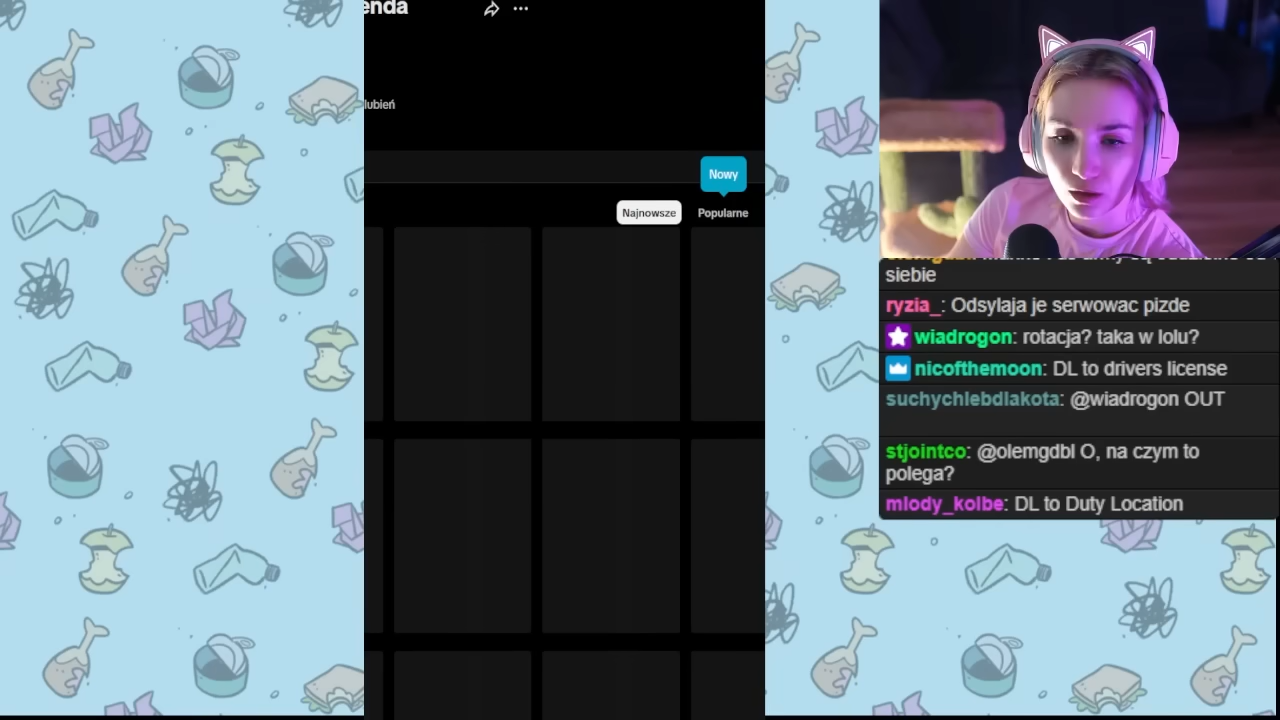 enda
lubień
Nowy
Najnowsze
Popularne
siebie
ryzia_: Odsylaja je serwowac pizde
wiadrogon: rotacja? taka w lolu?
nicofthemoon: DL to drivers license
suchychlebdlakota: @wiadrogon OUT
stjointco: @olemgdbl O, na czym to
polega?
mlody_kolbe: DL to Duty Location